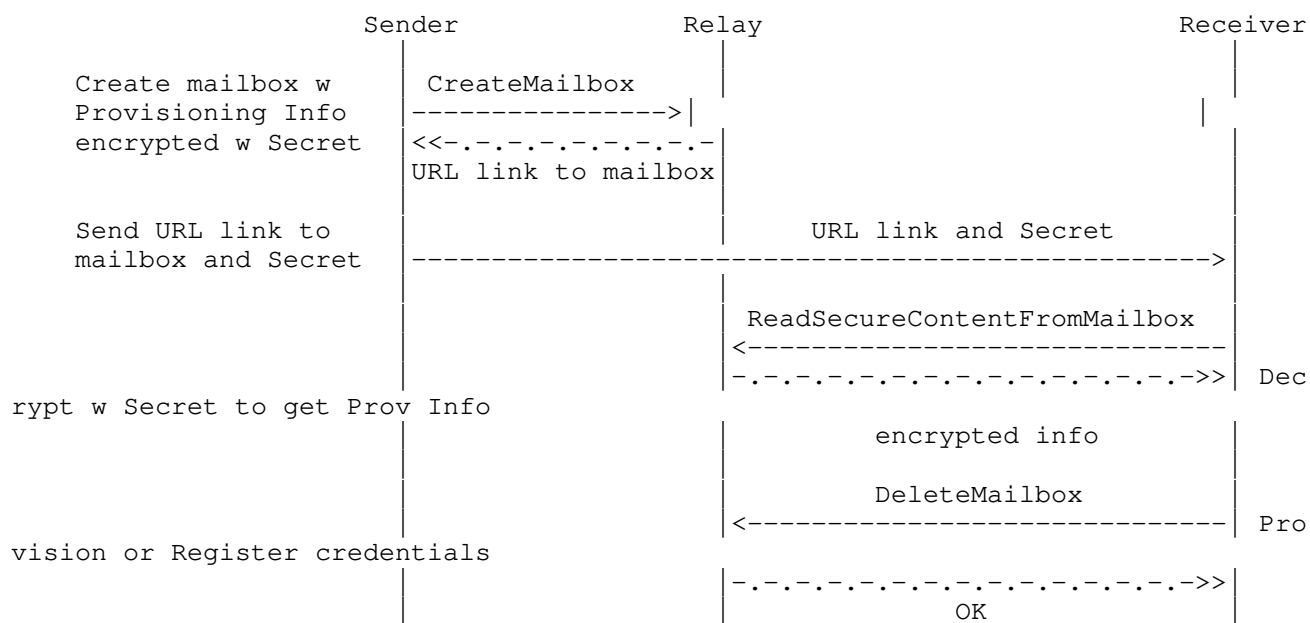 Sender Relay Receiver
Create mailbox w CreateMailbox
Provisioning Info
encrypted w Secret
URL link to mailbox
Send URL link to URL link and Secret
mailbox and Secret
ReadSecureContentFromMailbox
Dec
rypt w Secret to get Prov Info
encrypted info
DeleteMailbox
Pro
vision or Register credentials
OK